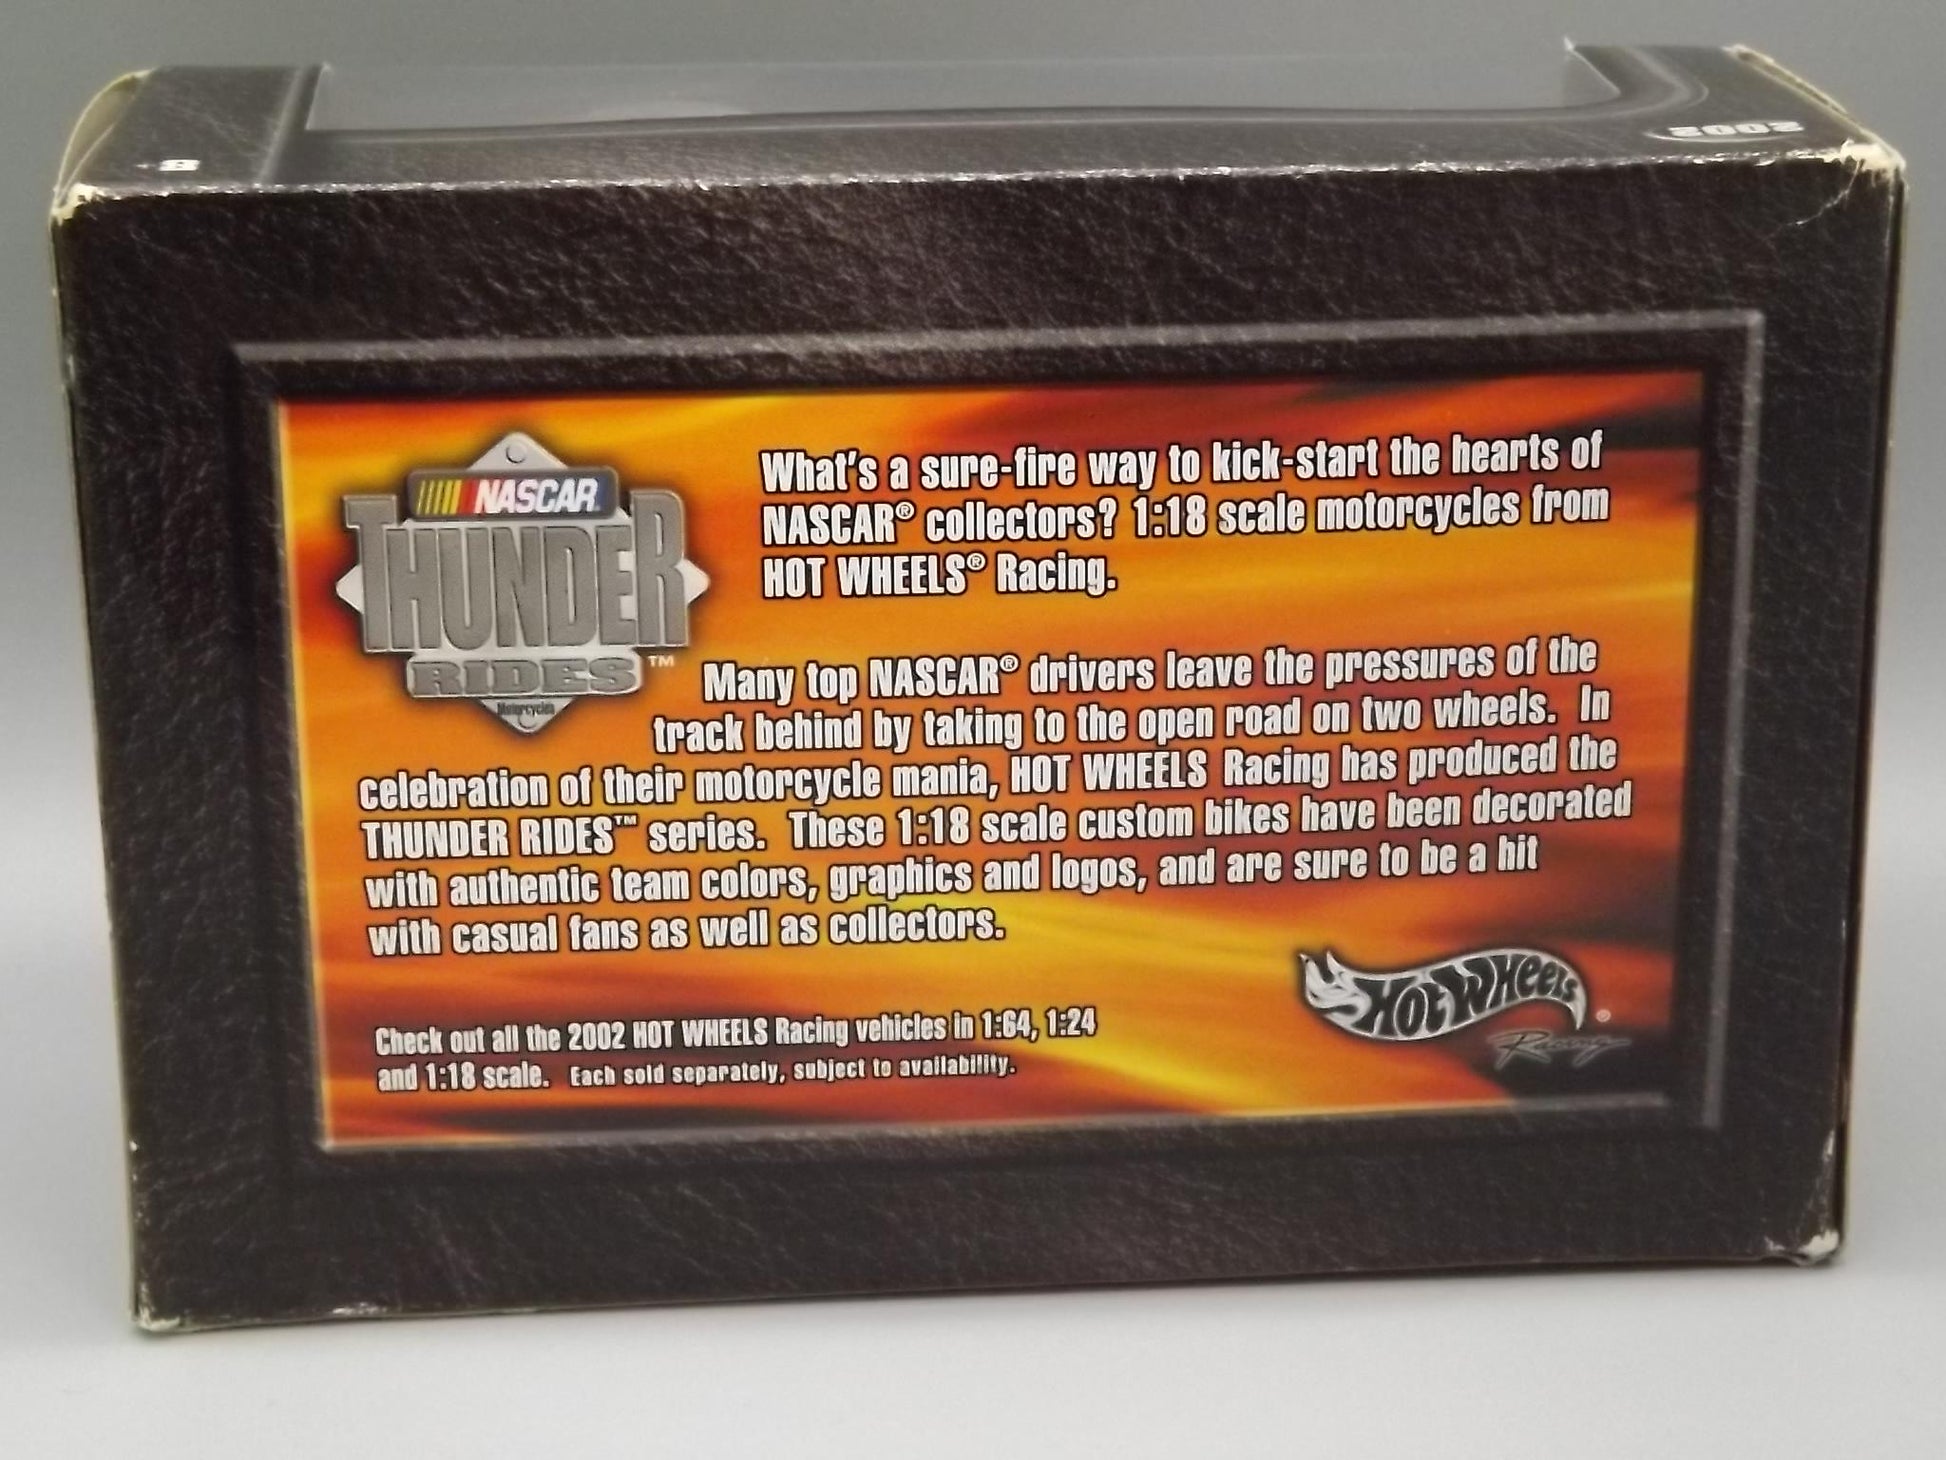 2002
8+
NASCAR.
THUNDER
RIDES™
Motorcycles
What's a sure-fire way to kick-start the hearts of
NASCAR® collectors? 1:18 scale motorcycles from
HOT WHEELS® Racing.
Many top NASCAR® drivers leave the pressures of the
track behind by taking to the open road on two wheels. In
celebration of their motorcycle mania, HOT WHEELS Racing has produced the
THUNDER RIDES™ series. These 1:18 scale custom bikes have been decorated
with authentic team colors, graphics and logos, and are sure to be a hit
with casual fans as well as collectors.
Check out all the 2002 HOT WHEELS Racing vehicles in 1:64, 1:24
and 1:18 scale. Each sold separately, subject to availability.
HOT WHEELS®
Racing